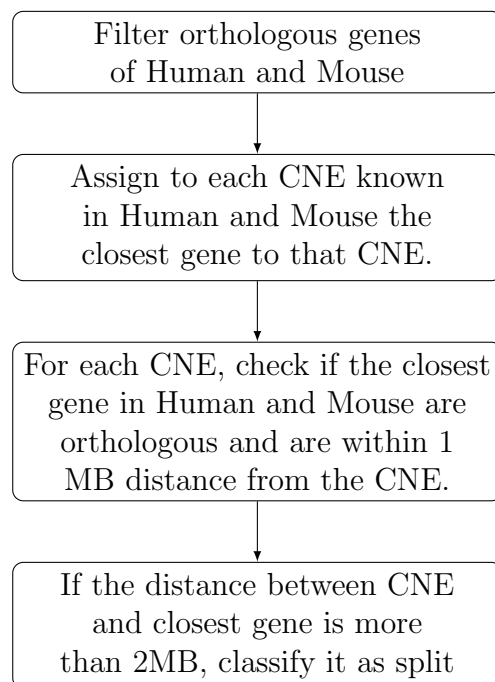 Filter orthologous genes
of Human and Mouse
Assign to each CNE known
in Human and Mouse the
closest gene to that CNE.
For each CNE, check if the closest
gene in Human and Mouse are
orthologous and are within 1
MB distance from the CNE.
If the distance between CNE
and closest gene is more
than 2MB, classify it as split